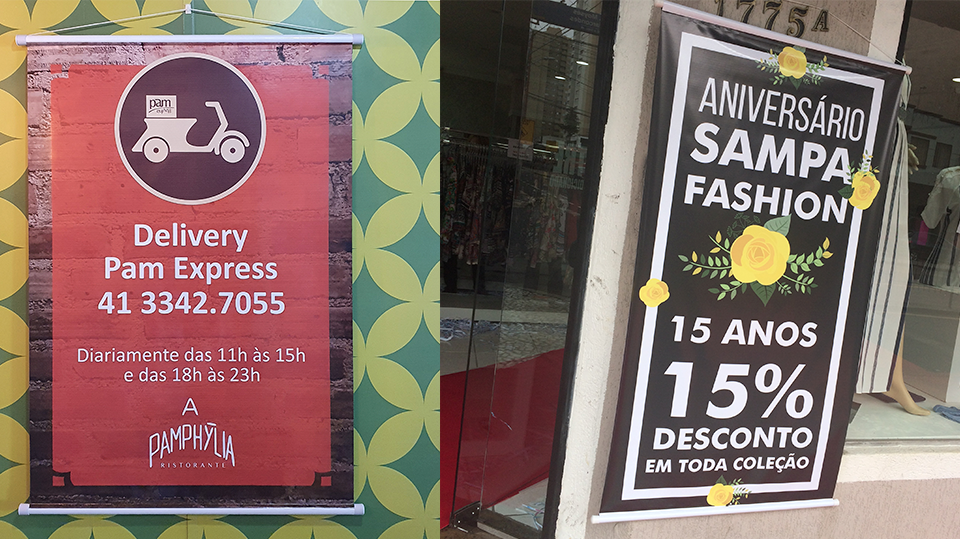 pam
Delivery
Pam Express
41 3342.7055
Diariamente das 11h às 15h
e das 18h às 23h
A
PAMPHYLIA
RISTORANTE
1775A
ANIVERSÁRIO
SAMPA
FASHION
15 ANOS
15%
DESCONTO
EM TODA COLEÇÃO